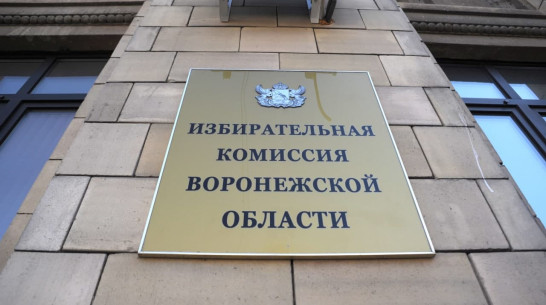 ИЗБИРАТЕЛЬНАЯ
КОМИССИЯ
ВОРОНЕЖСКОЙ
ОБЛАСТИ